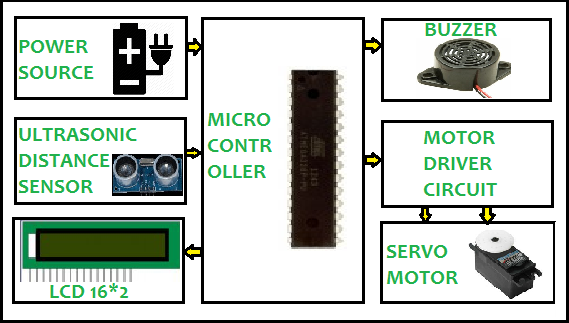 POWER
SOURCE
ULTRASONIC
DISTANCE
SENSOR
LCD 16*2
MICRO
CONTR
OLLER
BUZZER
MOTOR
DRIVER
CIRCUIT
SERVO
MOTOR